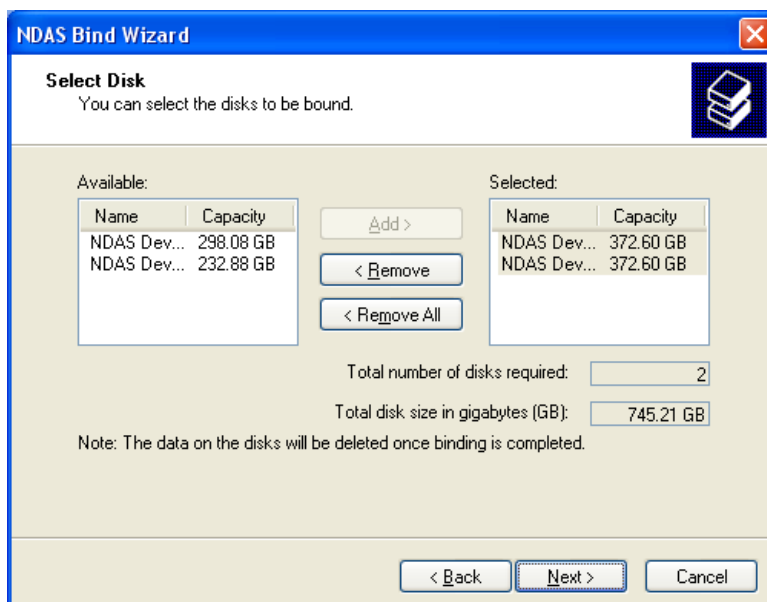 NDAS Bind Wizard
Select Disk
You can select the disks to be bound.
Available:
Selected:
Name Capacity
NDAS Dev... 298.08 GB
NDAS Dev... 232.88 GB
Add >
< Remove
< Remove All
Name Capacity
NDAS Dev... 372.60 GB
NDAS Dev... 372.60 GB
Total number of disks required: 2
Total disk size in gigabytes (GB): 745.21 GB
Note: The data on the disks will be deleted once binding is completed.
< Back Next > Cancel